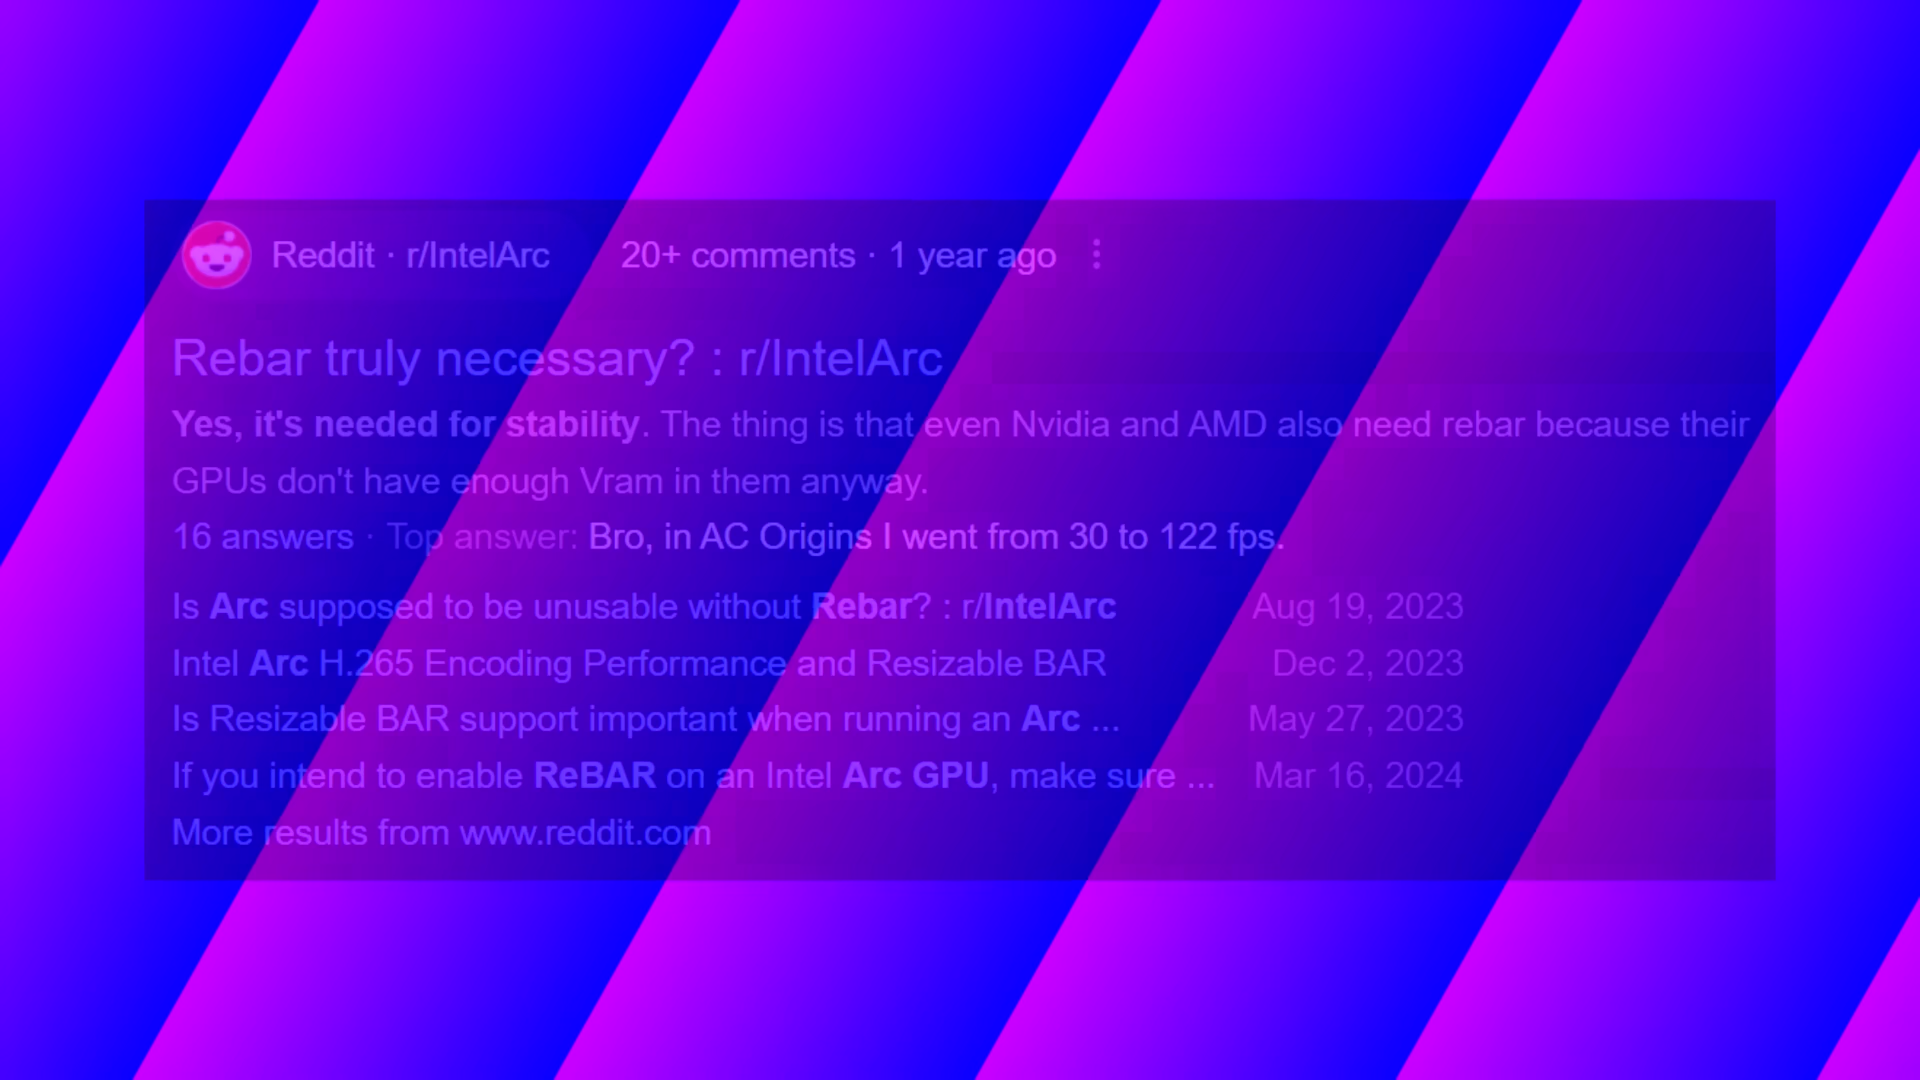 Reddit · r/IntelArc 20+ comments · 1 year ago
Rebar truly necessary? : r/IntelArc
Yes, it's needed for stability. The thing is that even Nvidia and AMD also need rebar because their
GPUs don't have enough Vram in them anyway.
16 answers · Top answer: Bro, in AC Origins I went from 30 to 122 fps.
Is Arc supposed to be unusable without Rebar? : r/IntelArc Aug 19, 2023
Intel Arc H.265 Encoding Performance and Resizable BAR Dec 2, 2023
Is Resizable BAR support important when running an Arc ... May 27, 2023
If you intend to enable ReBAR on an Intel Arc GPU, make sure ... Mar 16, 2024
More results from www.reddit.com